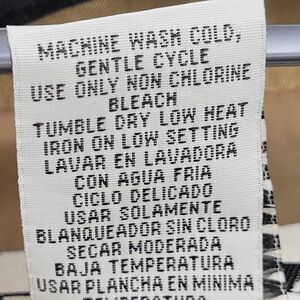 MACHINE WASH COLD,
GENTLE CYCLE
USE ONLY NON CHLORINE
BLEACH
TUMBLE DRY LOW HEAT
IRON ON LOW SETTING
LAVAR EN LAVADORA
CON AGUA FRIA
CICLO DELICADO
USAR SOLAMENTE
BLANQUEADOR SIN CLORO
SECAR MODERADA
BAJA TEMPERATURA
USAR PLANCHA EN MINIMA
TEMPERATURA